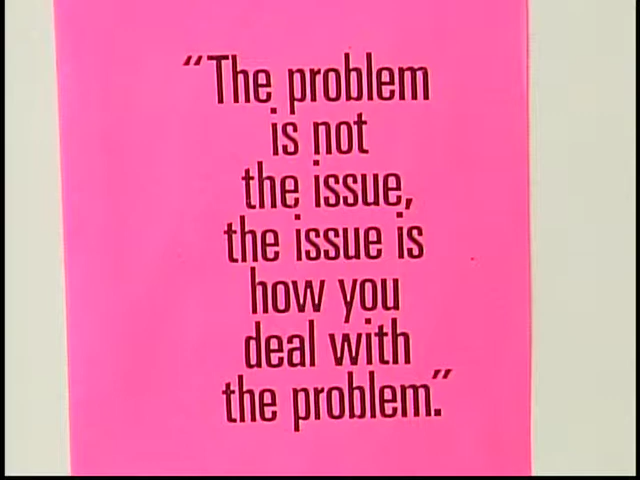 “The problem
is not
the issue,
the issue is
how you
deal with
the problem.”